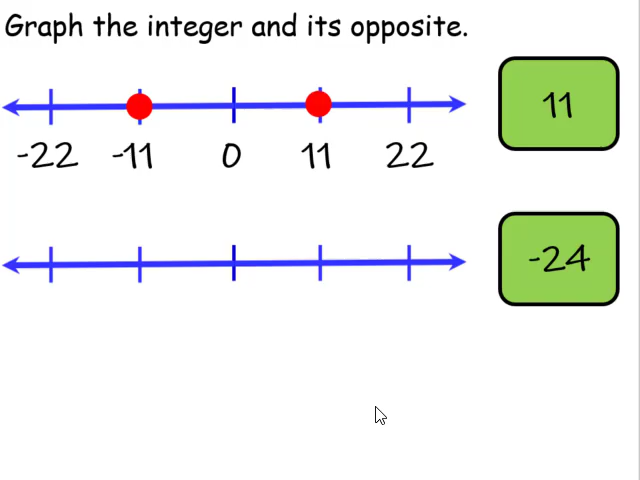 Graph the integer and its opposite.
11
-22 -11 0 11 22
-24